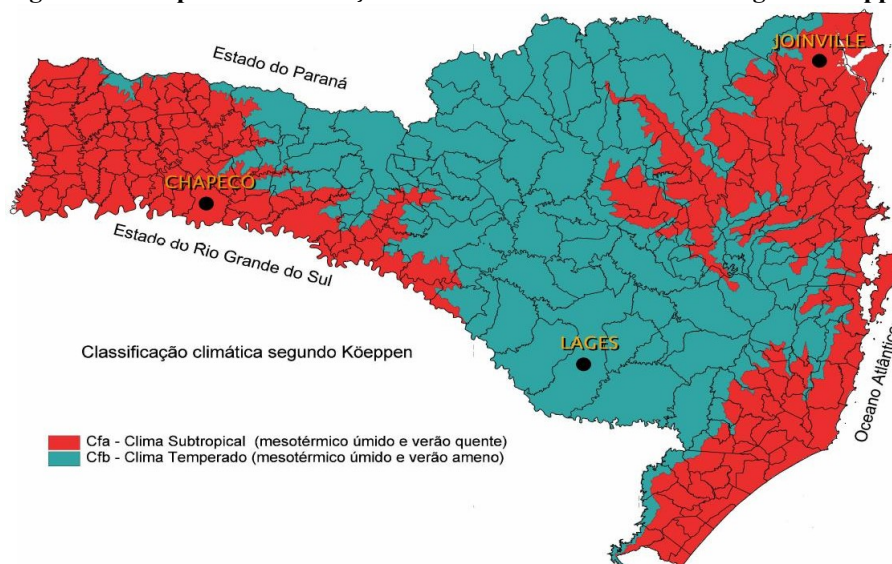 Estado do Paraná
JOINVILLE
CHAPECÓ
Estado do Rio Grande do Sul
Classificação climática segundo Köeppen
LAGES
Oceano Atlântico
Cfa - Clima Subtropical (mesotérmico úmido e verão quente)
Cfb - Clima Temperado (mesotérmico úmido e verão ameno)